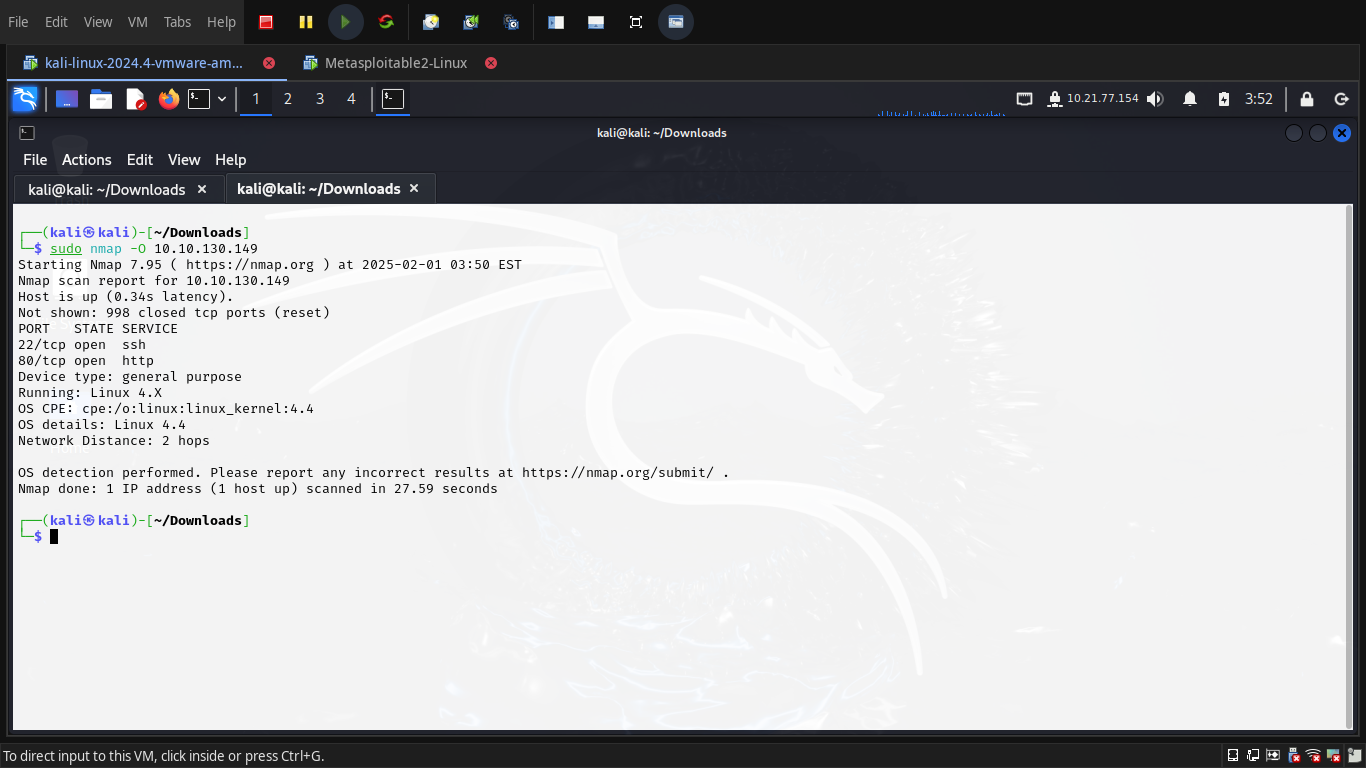 File Edit View VM Tabs Help
kali-linux-2024.4-vmware-am... Metasploitable2-Linux
1 2 3 4 10.21.77.154 3:52
kali@kali: ~/Downloads
File Actions Edit View Help
kali@kali: ~/Downloads kali@kali: ~/Downloads
┌──(kali㉿kali)-[~/Downloads]
└─$ sudo nmap -O 10.10.130.149
Starting Nmap 7.95 ( https://nmap.org ) at 2025-02-01 03:50 EST
Nmap scan report for 10.10.130.149
Host is up (0.34s latency).
Not shown: 998 closed tcp ports (reset)
PORT   STATE SERVICE
22/tcp open  ssh
80/tcp open  http
Device type: general purpose
Running: Linux 4.X
OS CPE: cpe:/o:linux:linux_kernel:4.4
OS details: Linux 4.4
Network Distance: 2 hops
OS detection performed. Please report any incorrect results at https://nmap.org/submit/ .
Nmap done: 1 IP address (1 host up) scanned in 27.59 seconds
┌──(kali㉿kali)-[~/Downloads]
└─$
To direct input to this VM, click inside or press Ctrl+G.